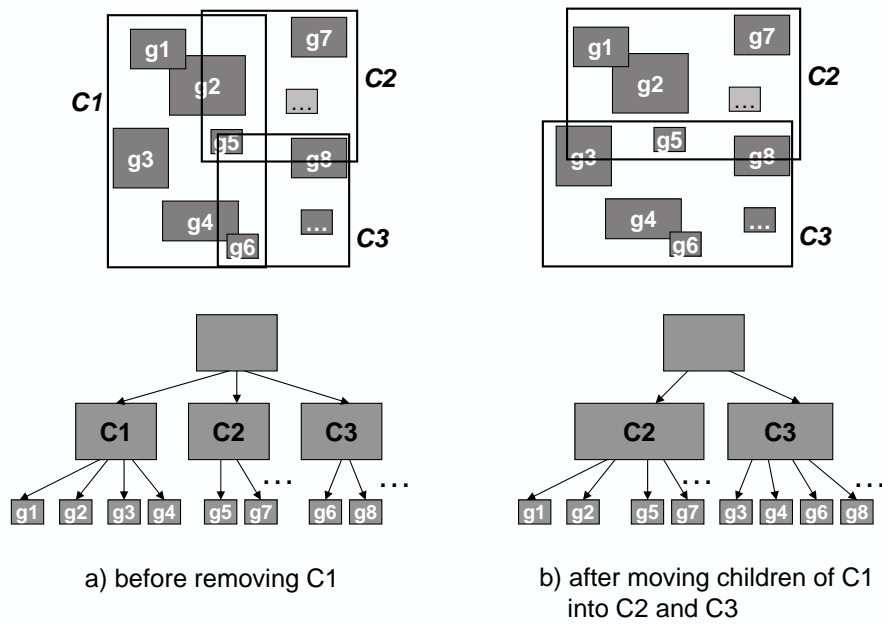 g1
g7
g2
C1
C2
...
g5
g3
g8
g4
...
g6
C3
g1
g7
g2
C2
...
g5
g3
g8
g4
...
g6
C3
C1 C2 C3
... ...
g1 g2 g3 g4 g5 g7 g6 g8
C2 C3
... ...
g1 g2 g5 g7 g3 g4 g6 g8
a) before removing C1
b) after moving children of C1
into C2 and C3